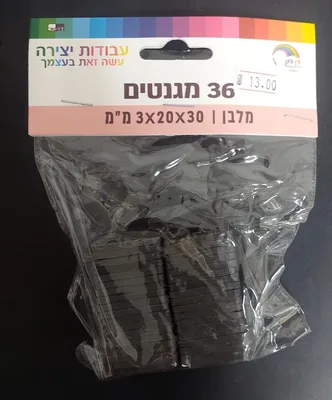 עבודות יצירה
עשה זאת בעצמך
36 מגנטים
₪ 13.00
מלבן | 3x20x30 מ"מ